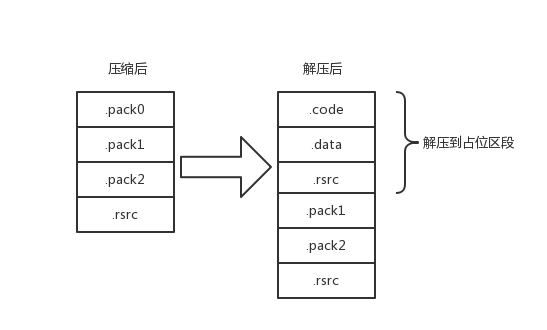 压缩后
.pack0
.pack1
.pack2
.rsrc
解压后
.code
.data
.rsrc
.pack1
.pack2
.rsrc
解压到占位区段